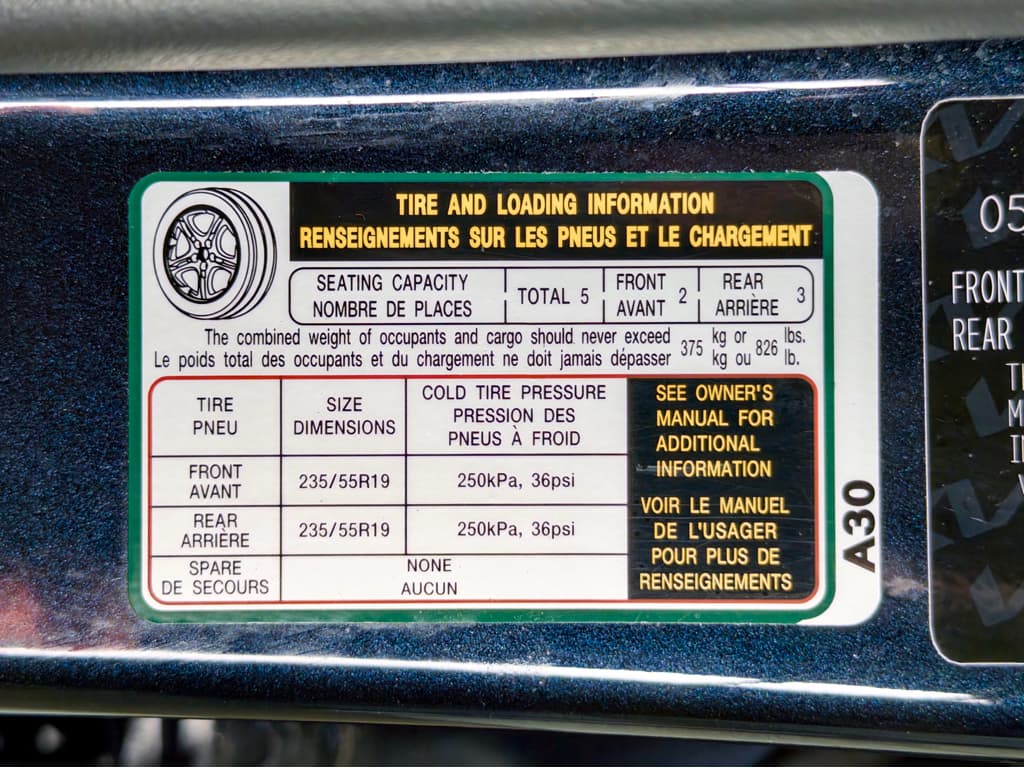 TIRE AND LOADING INFORMATION
RENSEIGNEMENTS SUR LES PNEUS ET LE CHARGEMENT
SEATING CAPACITY
NOMBRE DE PLACES
TOTAL 5
FRONT
AVANT
2
REAR
ARRIÈRE
3
The combined weight of occupants and cargo should never exceed 375 kg or 826 lbs.
Le poids total des occupants et du chargement ne doit jamais dépasser kg ou lb.
TIRE
PNEU
SIZE
DIMENSIONS
COLD TIRE PRESSURE
PRESSION DES
PNEUS À FROID
FRONT
AVANT
235/55R19
250kPa, 36psi
REAR
ARRIÈRE
235/55R19
250kPa, 36psi
SPARE
DE SECOURS
NONE
AUCUN
SEE OWNER'S
MANUAL FOR
ADDITIONAL
INFORMATION
VOIR LE MANUEL
DE L'USAGER
POUR PLUS DE
RENSEIGNEMENTS
A30
05
FRONT
REAR